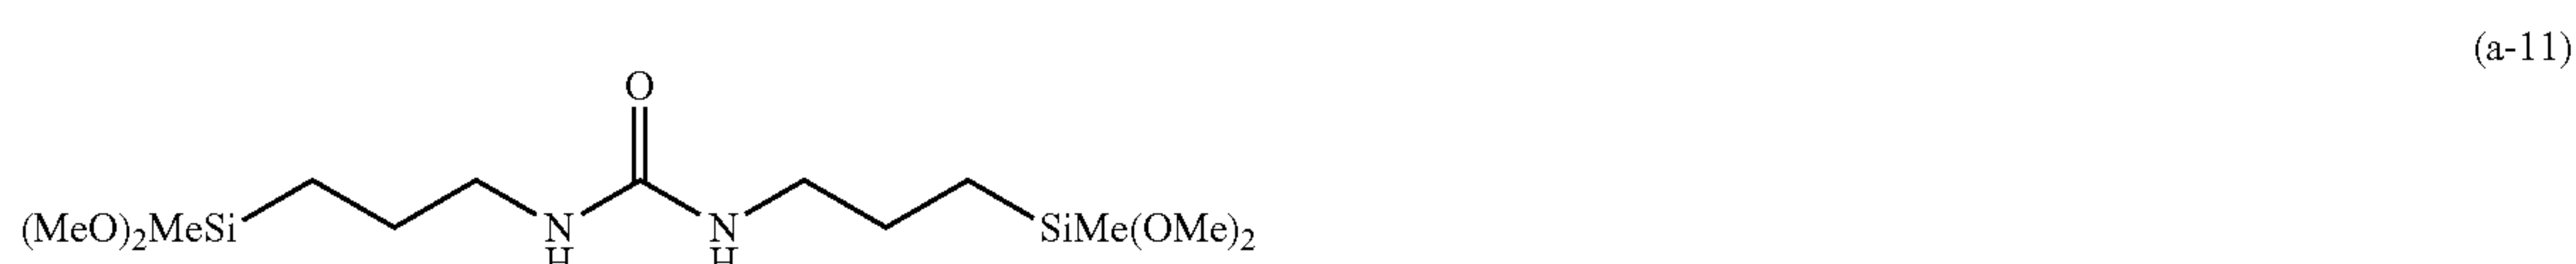 (a-11)
O
(MeO)₂MeSi N N SiMe(OMe)₂
H H